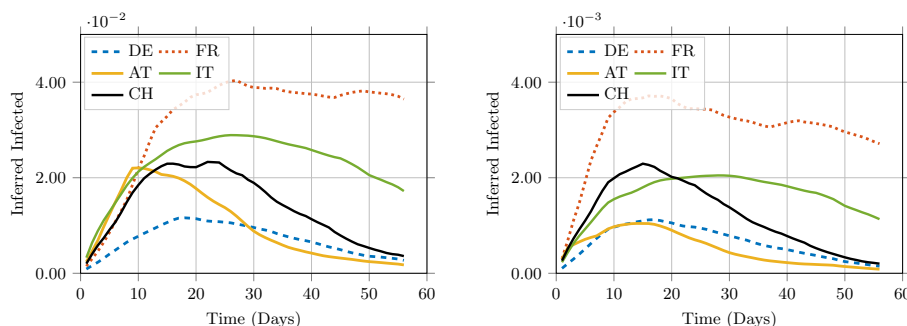 ·10⁻²
DE FR
AT IT
CH
4.00
2.00
0.00
0 10 20 30 40 50 60
Time (Days)
Inferred Infected
·10⁻³
DE FR
AT IT
CH
4.00
2.00
0.00
0 10 20 30 40 50 60
Time (Days)
Inferred Infected